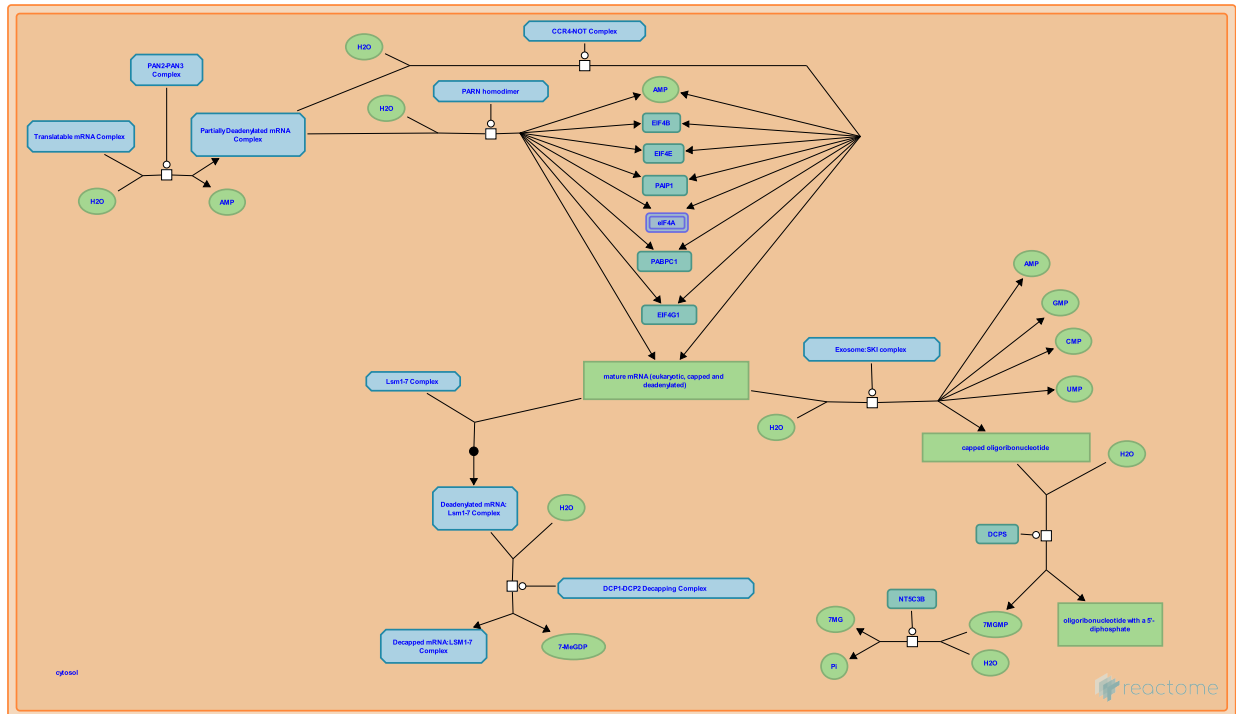 CCR4-NOT Complex
H2O
PAN2-PAN3
Complex
PARN homodimer
AMP
H2O
EIF4B
Translatable mRNA Complex
Partially Deadenylated mRNA
Complex
EIF4E
PAIP1
H2O
AMP
eIF4A
PABPC1
AMP
GMP
EIF4G1
CMP
Exosome:SKI complex
mature mRNA (eukaryotic, capped and
deadenylated)
Lsm1-7 Complex
UMP
H2O
capped oligoribonucleotide
H2O
Deadenylated mRNA:
Lsm1-7 Complex
H2O
DCPS
DCP1-DCP2 Decapping Complex
NT5C3B
7MG
7MGMP
oligoribonucleotide with a 5'-
diphosphate
Decapped mRNA:LSM1-7
Complex
7-MeGDP
Pi
H2O
cytosol
reactome